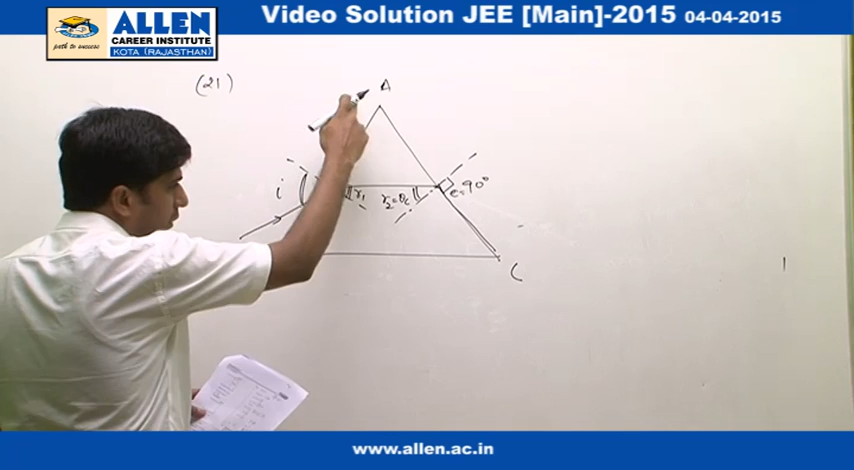 Video Solution JEE [Main]-2015 04-04-2015
ALLEN
CAREER INSTITUTE
KOTA (RAJASTHAN)
path to success
(21)
A
i
r₁
r₂=θc
e=90°
C
www.allen.ac.in